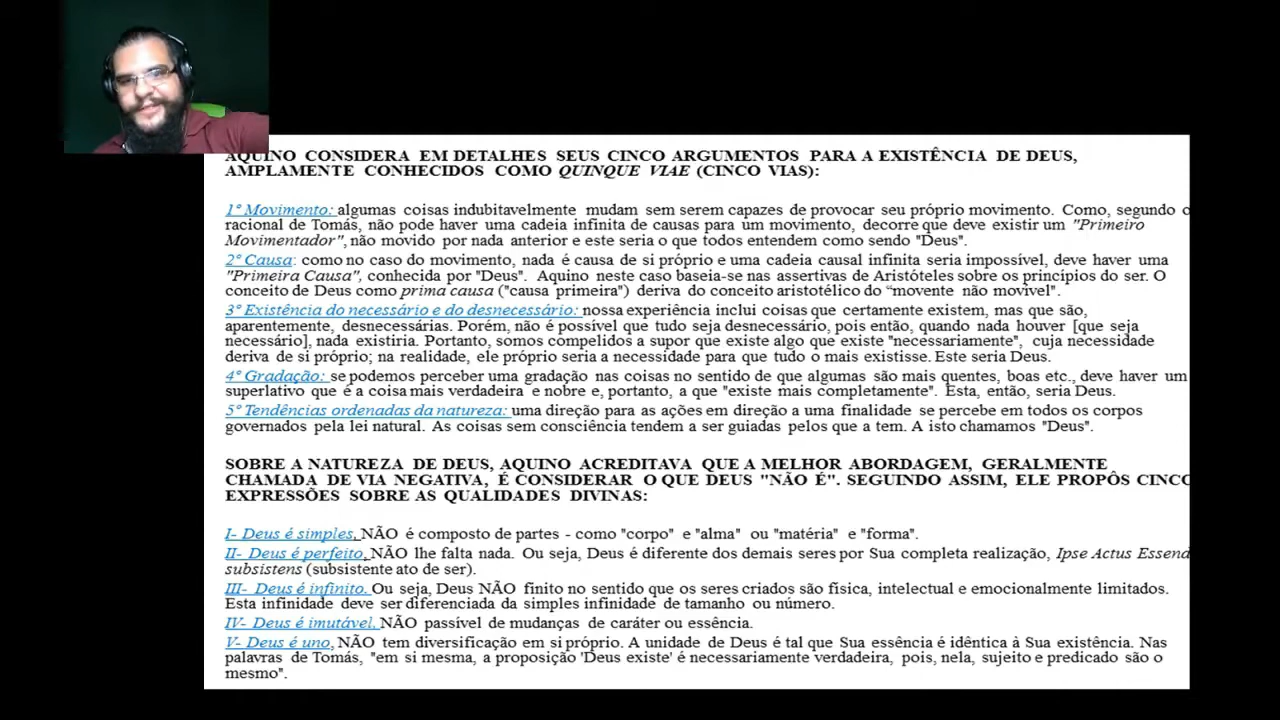 AQUINO CONSIDERA EM DETALHES SEUS CINCO ARGUMENTOS PARA A EXISTÊNCIA DE DEUS,
AMPLAMENTE CONHECIDOS COMO QUINQUE VIAE (CINCO VIAS):
1º Movimento: algumas coisas indubitavelmente mudam sem serem capazes de provocar seu próprio movimento. Como, segundo o
racional de Tomás, não pode haver uma cadeia infinita de causas para um movimento, decorre que deve existir um "Primeiro
Movimentador", não movido por nada anterior e este seria o que todos entendem como sendo "Deus".
2º Causa: como no caso do movimento, nada é causa de si próprio e uma cadeia causal infinita seria impossível, deve haver uma
"Primeira Causa", conhecida por "Deus". Aquino neste caso baseia-se nas assertivas de Aristóteles sobre os princípios do ser. O
conceito de Deus como prima causa ("causa primeira") deriva do conceito aristotélico do “movente não movível".
3º Existência do necessário e do desnecessário: nossa experiência inclui coisas que certamente existem, mas que são,
aparentemente, desnecessárias. Porém, não é possível que tudo seja desnecessário, pois então, quando nada houver [que seja
necessário], nada existiria. Portanto, somos compelidos a supor que existe algo que existe "necessariamente", cuja necessidade
deriva de si próprio; na realidade, ele próprio seria a necessidade para que tudo o mais existisse. Este seria Deus.
4º Gradação: se podemos perceber uma gradação nas coisas no sentido de que algumas são mais quentes, boas etc., deve haver um
superlativo que é a coisa mais verdadeira e nobre e, portanto, a que "existe mais completamente". Esta, então, seria Deus.
5º Tendências ordenadas da natureza: uma direção para as ações em direção a uma finalidade se percebe em todos os corpos
governados pela lei natural. As coisas sem consciência tendem a ser guiadas pelos que a tem. A isto chamamos "Deus".
SOBRE A NATUREZA DE DEUS, AQUINO ACREDITAVA QUE A MELHOR ABORDAGEM, GERALMENTE
CHAMADA DE VIA NEGATIVA, É CONSIDERAR O QUE DEUS "NÃO É". SEGUINDO ASSIM, ELE PROPÔS CINCO
EXPRESSÕES SOBRE AS QUALIDADES DIVINAS:
I- Deus é simples, NÃO é composto de partes - como "corpo" e "alma" ou "matéria" e "forma".
II- Deus é perfeito, NÃO lhe falta nada. Ou seja, Deus é diferente dos demais seres por Sua completa realização, Ipse Actus Essend
subsistens (subsistente ato de ser).
III- Deus é infinito. Ou seja, Deus NÃO finito no sentido que os seres criados são física, intelectual e emocionalmente limitados.
Esta infinidade deve ser diferenciada da simples infinidade de tamanho ou número.
IV- Deus é imutável, NÃO passível de mudanças de caráter ou essência.
V- Deus é uno, NÃO tem diversificação em si próprio. A unidade de Deus é tal que Sua essência é idêntica à Sua existência. Nas
palavras de Tomás, "em si mesma, a proposição 'Deus existe' é necessariamente verdadeira, pois, nela, sujeito e predicado são o
mesmo".